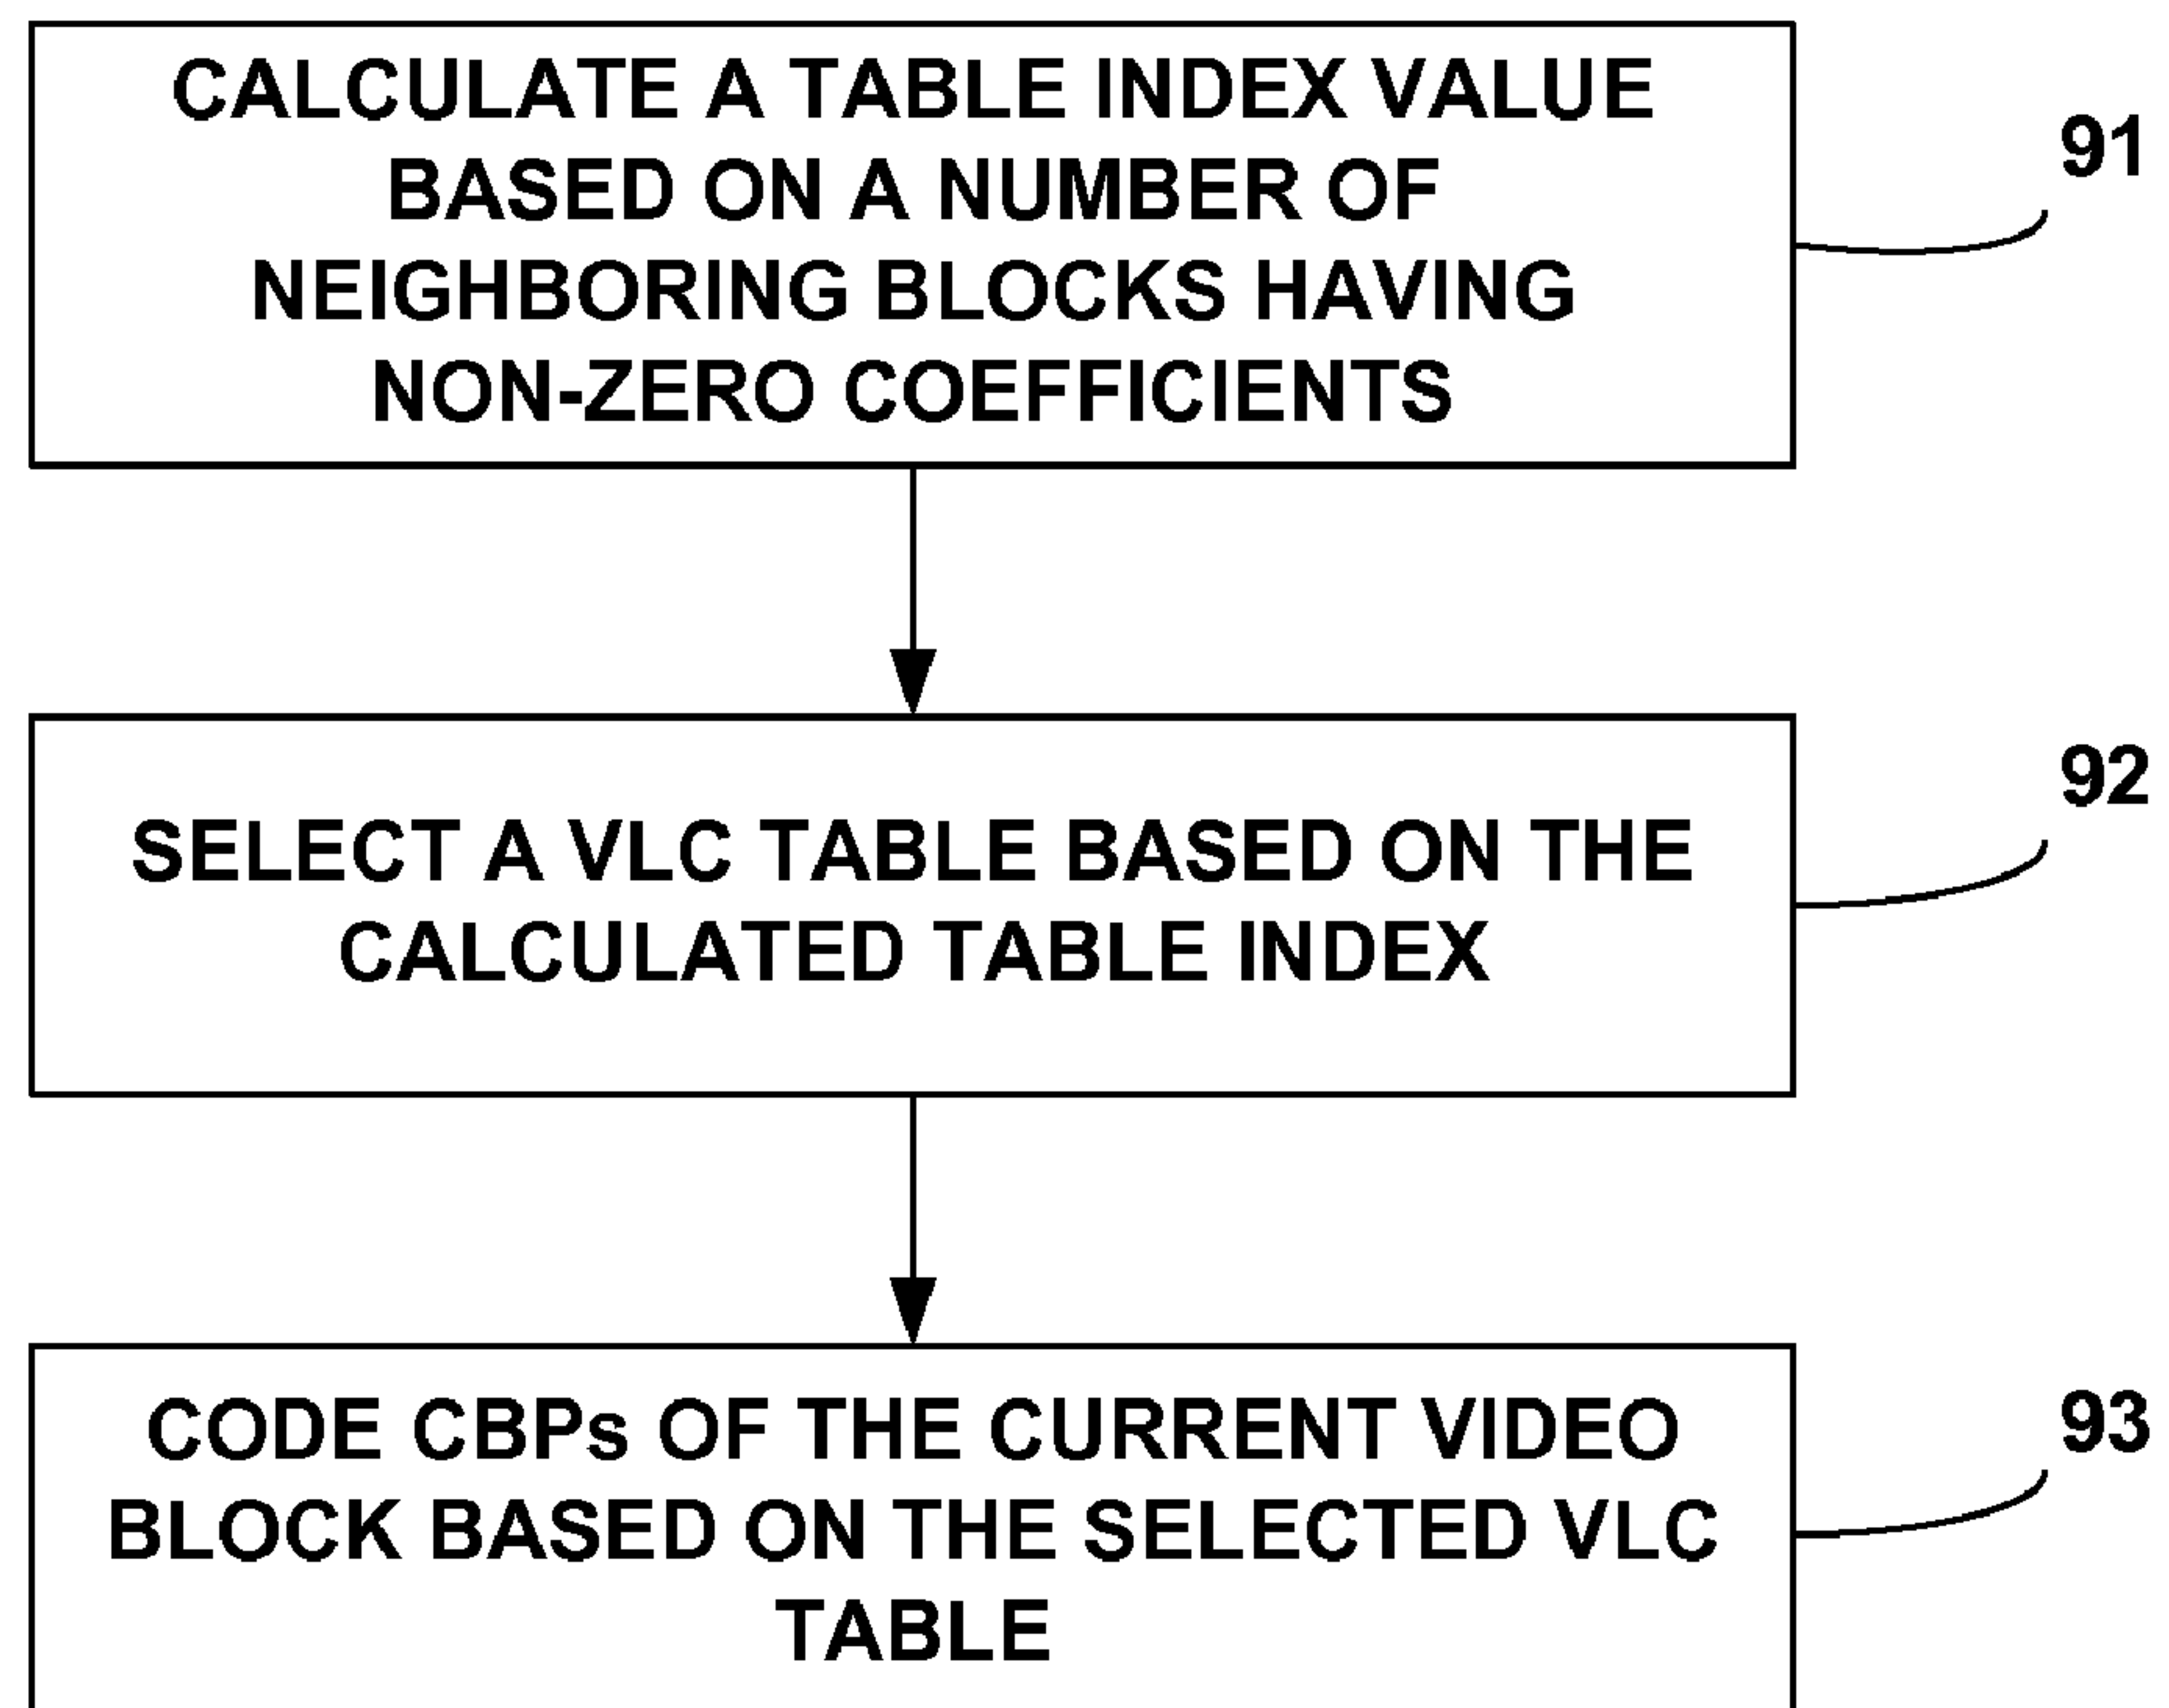 CALCULATE A TABLE INDEX VALUE
BASED ON A NUMBER OF
NEIGHBORING BLOCKS HAVING
NON-ZERO COEFFICIENTS
91
SELECT A VLC TABLE BASED ON THE
CALCULATED TABLE INDEX
92
CODE CBPs OF THE CURRENT VIDEO
BLOCK BASED ON THE SELECTED VLC
TABLE
93